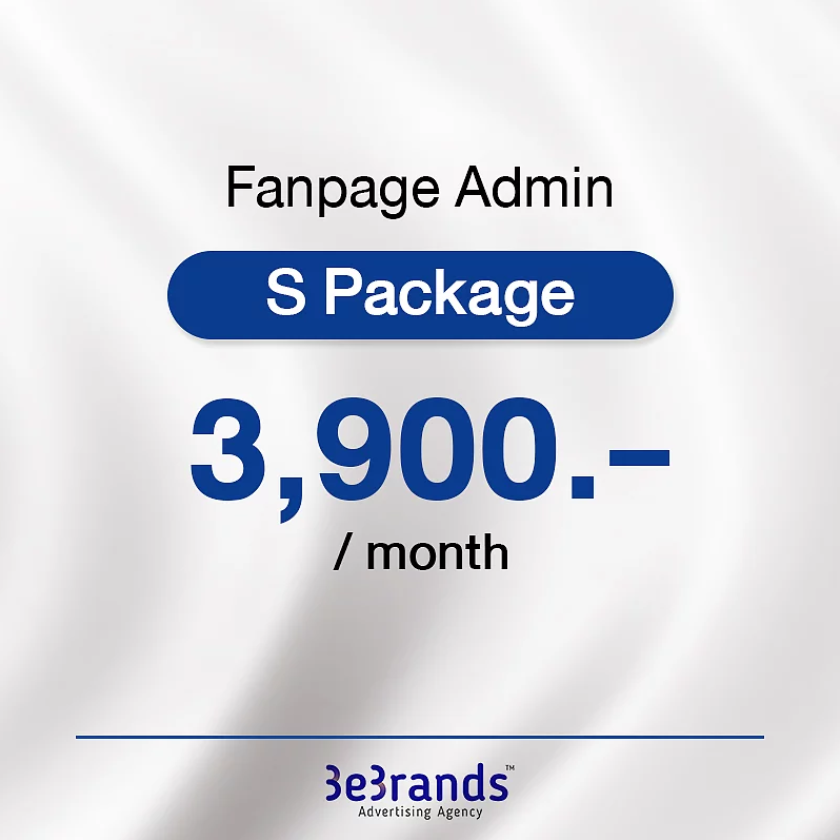 Fanpage Admin
S Package
3,900.–
/ month
BeBrands™
Advertising Agency